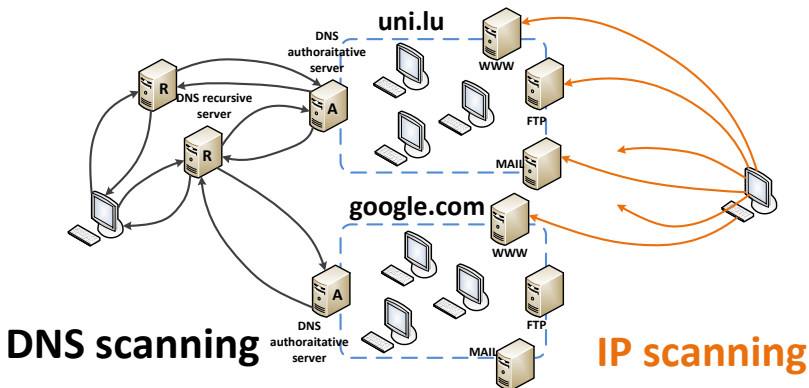 uni.lu
DNS
authoraitative
server
WWW
R
DNS recursive
server
A
FTP
R
MAIL
google.com
WWW
A
FTP
DNS
authoraitative
server
MAIL
DNS scanning
IP scanning